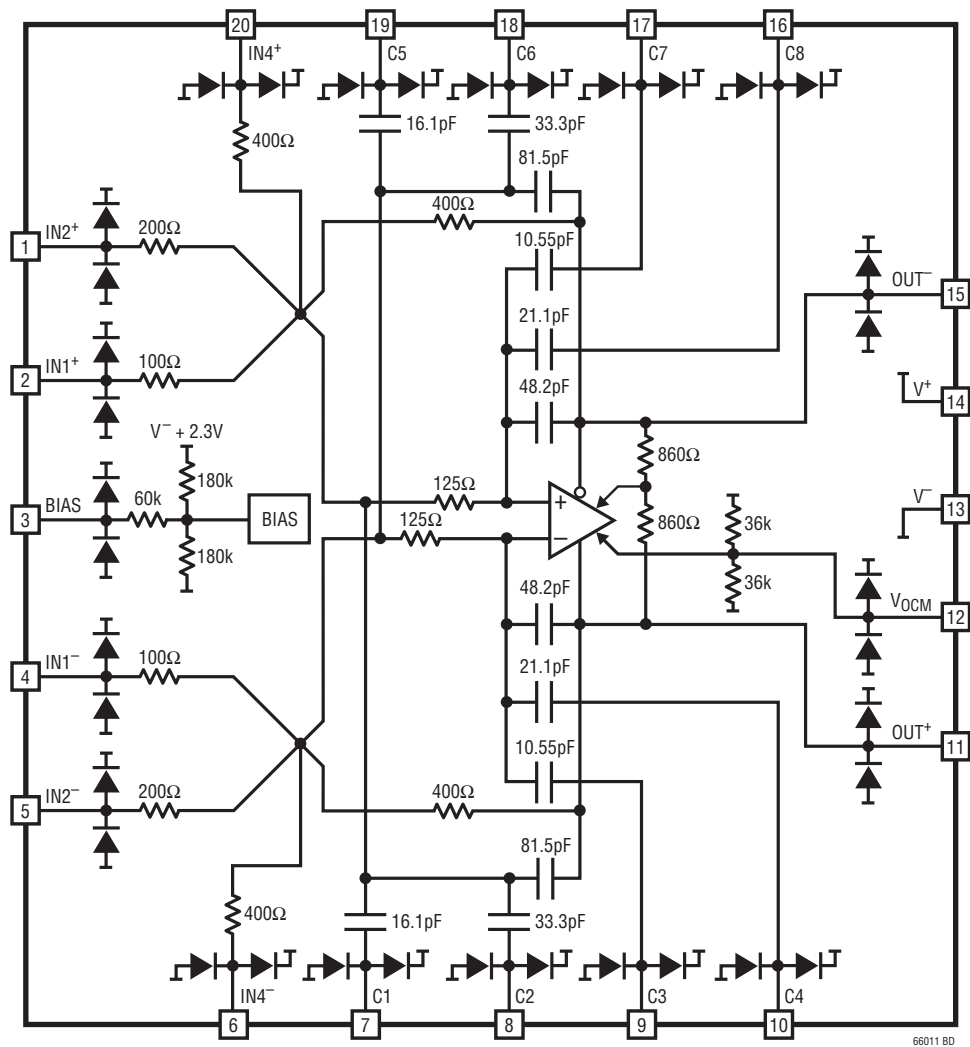 20
19
18
17
16
IN4+
C5
C6
C7
C8
400Ω
16.1pF
33.3pF
81.5pF
1
IN2+
200Ω
400Ω
10.55pF
OUT−
15
21.1pF
2
IN1+
100Ω
48.2pF
V+
14
V− + 2.3V
180k
860Ω
125Ω
3
BIAS
60k
BIAS
+
125Ω
−
860Ω
36k
V−
13
180k
36k
48.2pF
VOCM
12
4
IN1−
100Ω
21.1pF
10.55pF
OUT+
11
5
IN2−
200Ω
400Ω
81.5pF
400Ω
16.1pF
33.3pF
IN4−
C1
C2
C3
C4
6
7
8
9
10
66011 BD